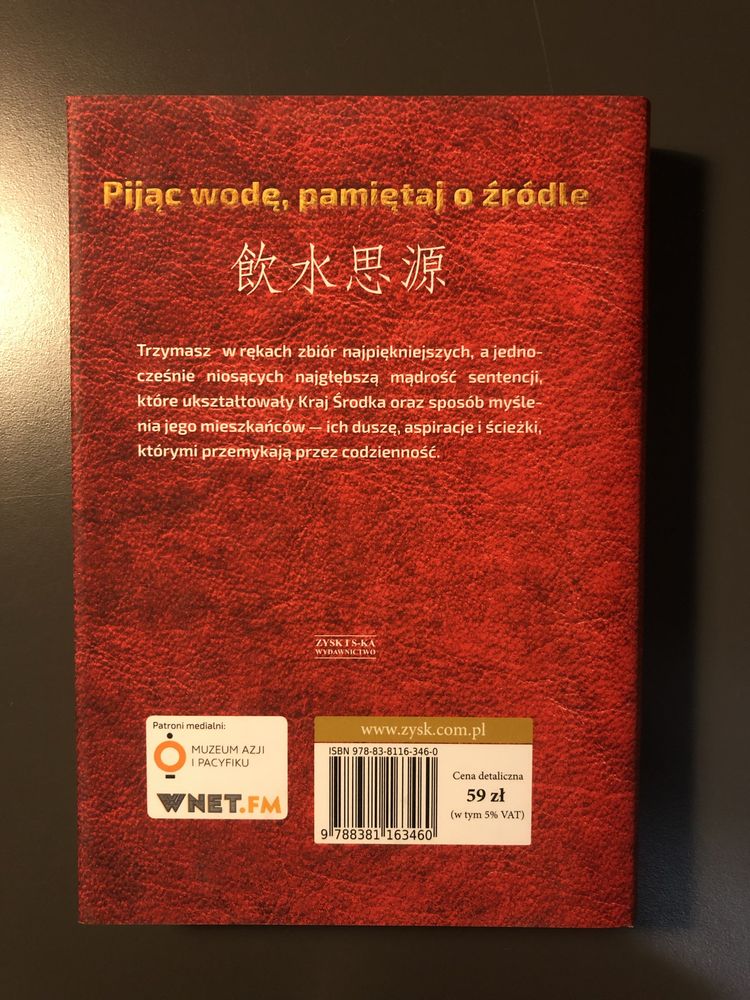 Pijąc wodę, pamiętaj o źródle
飲水思源
Trzymasz w rękach zbiór najpiękniejszych, a jedno-
cześnie niosących najgłębszą mądrość sentencji,
które ukształtowały Kraj Środka oraz sposób myśle-
nia jego mieszkańców — ich duszę, aspiracje i ścieżki,
którymi przemykają przez codzienność.
ZYSK I S-KA
WYDAWNICTWO
Patroni medialni:
MUZEUM AZJI
I PACYFIKU
WNET.FM
www.zysk.com.pl
ISBN 978-83-8116-346-0
9 788381 163460
Cena detaliczna
59 zł
(w tym 5% VAT)